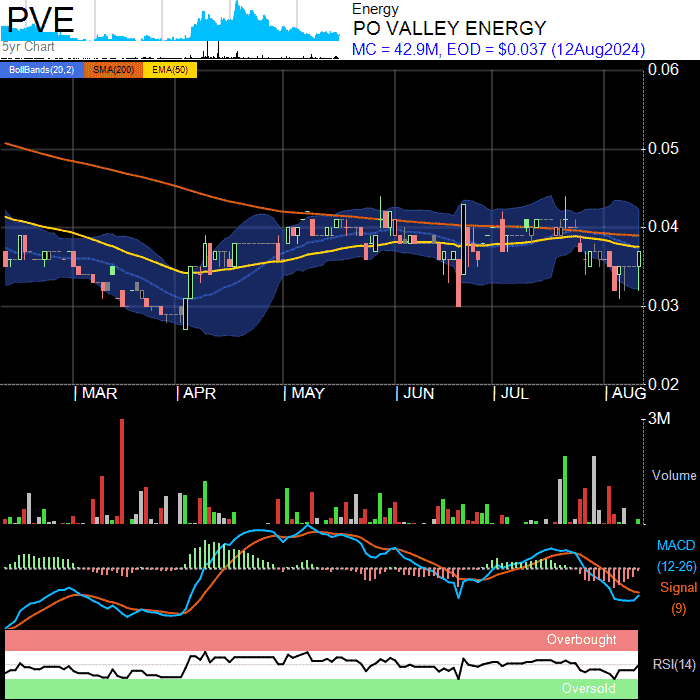 PVE
5yr Chart
Energy
PO VALLEY ENERGY
MC = 42.9M, EOD = $0.037 (12Aug2024)
BollBands(20,2) SMA(200) EMA(50)
0.06
0.05
0.04
0.03
0.02
| MAR | APR | MAY | JUN | JUL | AUG
3M
Volume
MACD
(12-26)
Signal
(9)
Overbought
RSI(14)
Oversold